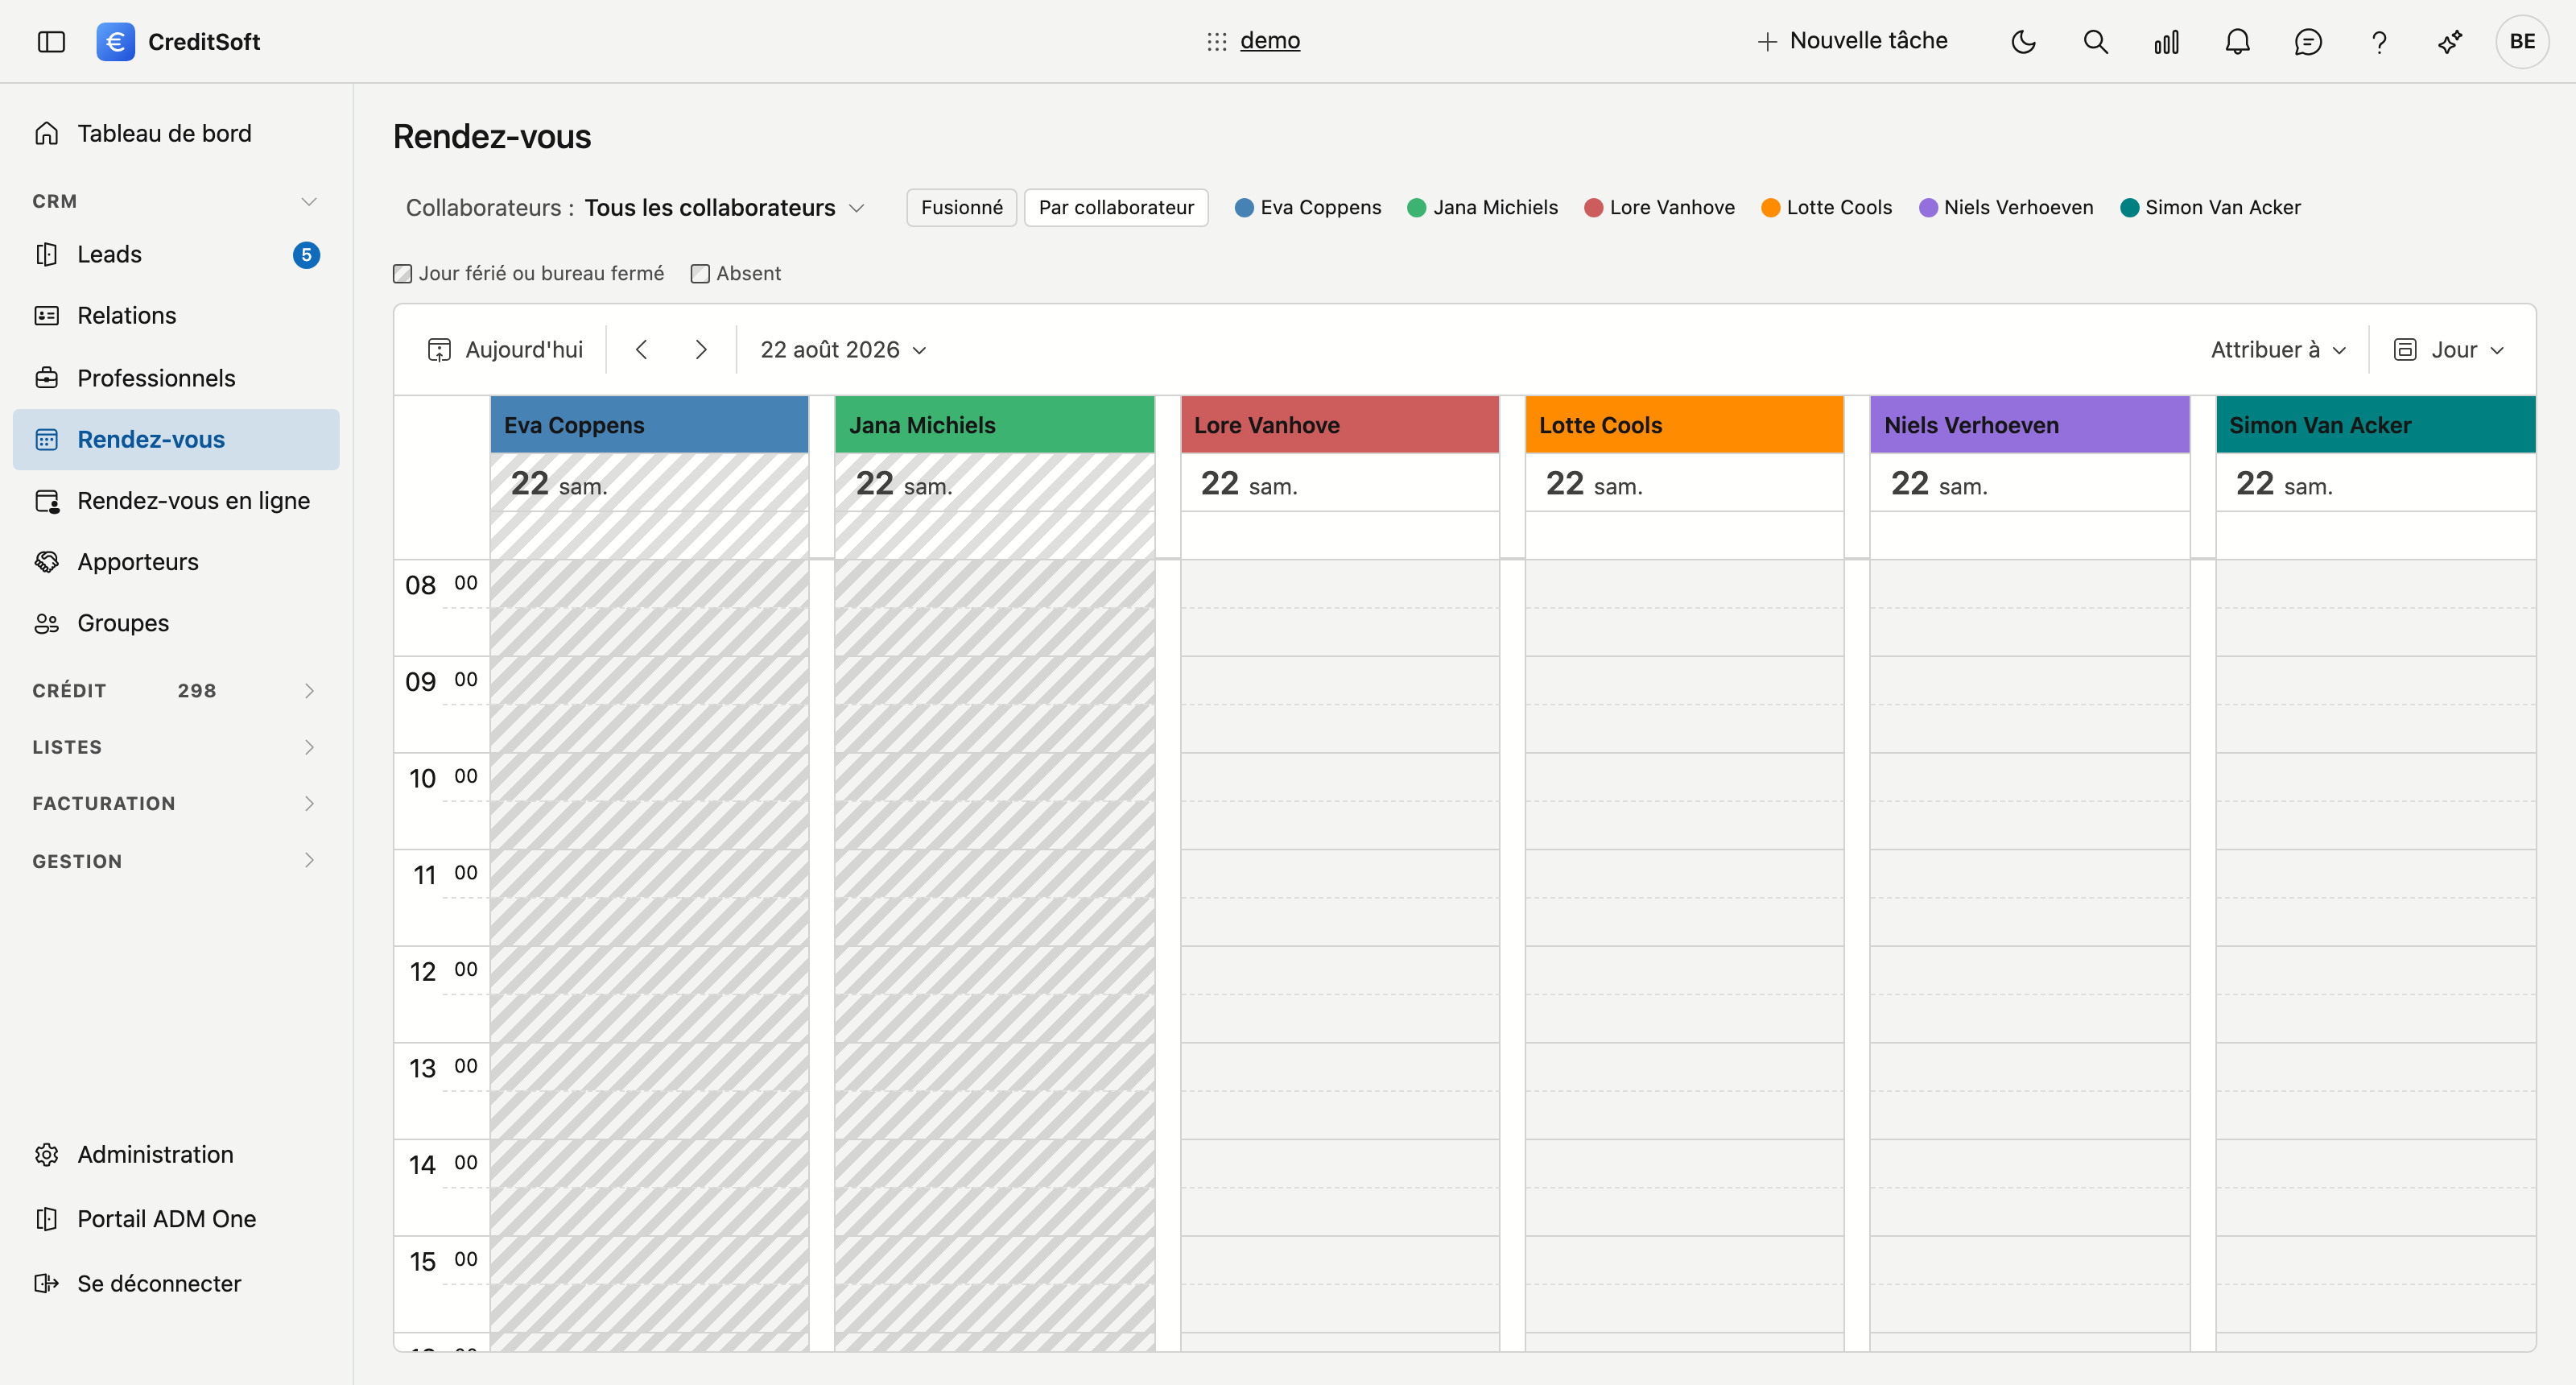 CreditSoft
demo
Nouvelle tâche
BE
Tableau de bord
CRM
Leads 5
Relations
Professionnels
Rendez-vous
Rendez-vous en ligne
Apporteurs
Groupes
CRÉDIT 298
LISTES
FACTURATION
GESTION
Administration
Portail ADM One
Se déconnecter
Rendez-vous
Collaborateurs : Tous les collaborateurs
Fusionné
Par collaborateur
Eva Coppens
Jana Michiels
Lore Vanhove
Lotte Cools
Niels Verhoeven
Simon Van Acker
Jour férié ou bureau fermé
Absent
Aujourd'hui
22 août 2026
Attribuer à
Jour
Eva Coppens
Jana Michiels
Lore Vanhove
Lotte Cools
Niels Verhoeven
Simon Van Acker
22 sam.
22 sam.
22 sam.
22 sam.
22 sam.
22 sam.
08 00
09 00
10 00
11 00
12 00
13 00
14 00
15 00